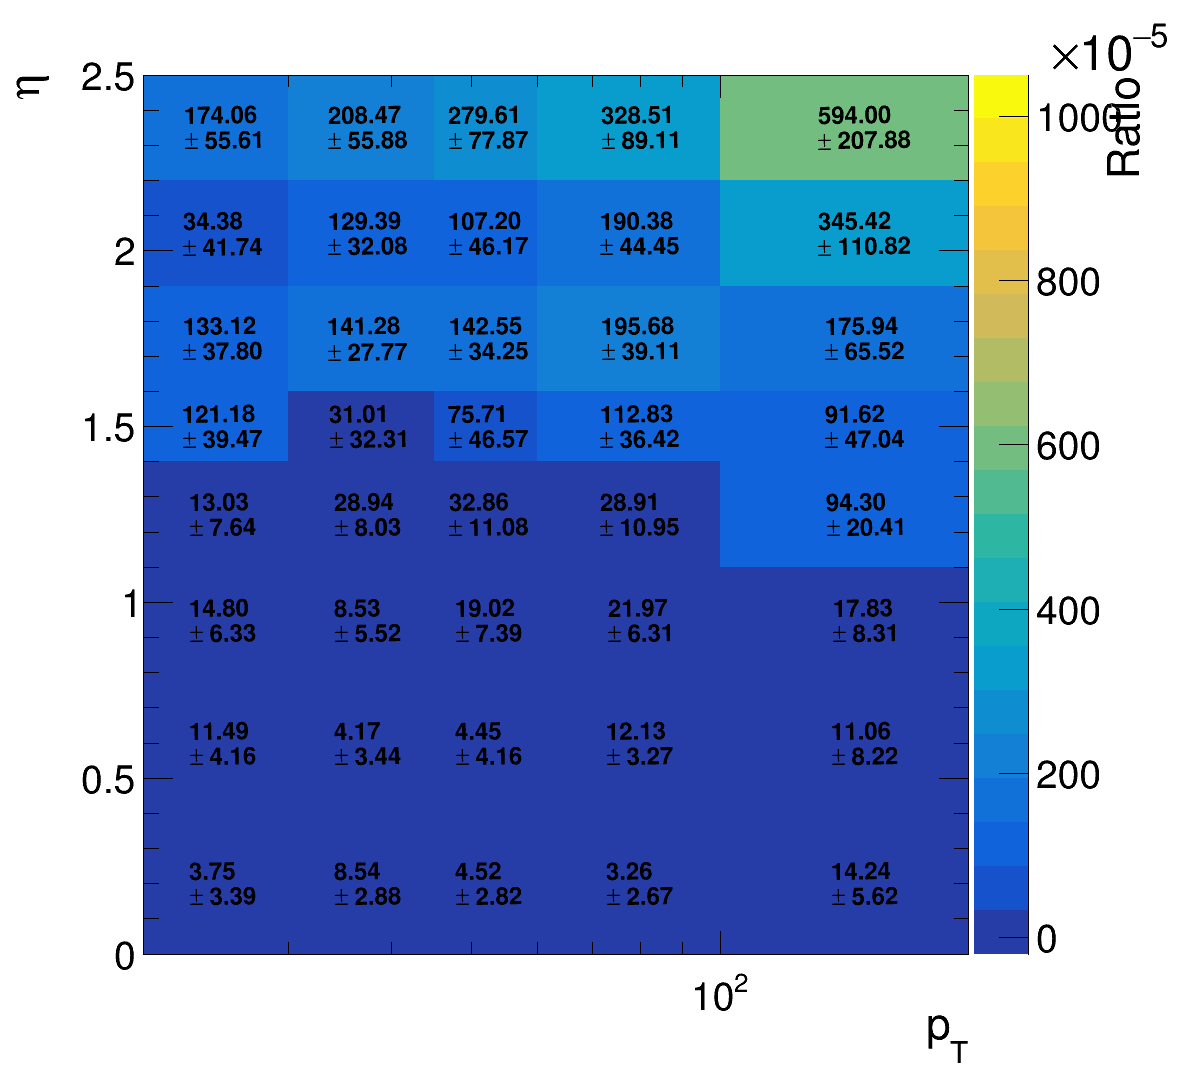 ×10−5
η
Ratio
2.5
174.06 208.47 279.61 328.51 594.00
± 55.61 ± 55.88 ± 77.87 ± 89.11 ± 207.88
1000
34.38 129.39 107.20 190.38 345.42
± 41.74 ± 32.08 ± 46.17 ± 44.45 ± 110.82
2
800
133.12 141.28 142.55 195.68 175.94
± 37.80 ± 27.77 ± 34.25 ± 39.11 ± 65.52
121.18 31.01 75.71 112.83 91.62
± 39.47 ± 32.31 ± 46.57 ± 36.42 ± 47.04
1.5
600
13.03 28.94 32.86 28.91 94.30
± 7.64 ± 8.03 ± 11.08 ± 10.95 ± 20.41
1
400
14.80 8.53 19.02 21.97 17.83
± 6.33 ± 5.52 ± 7.39 ± 6.31 ± 8.31
11.49 4.17 4.45 12.13 11.06
± 4.16 ± 3.44 ± 4.16 ± 3.27 ± 8.22
0.5
200
3.75 8.54 4.52 3.26 14.24
± 3.39 ± 2.88 ± 2.82 ± 2.67 ± 5.62
0
0
102
pT